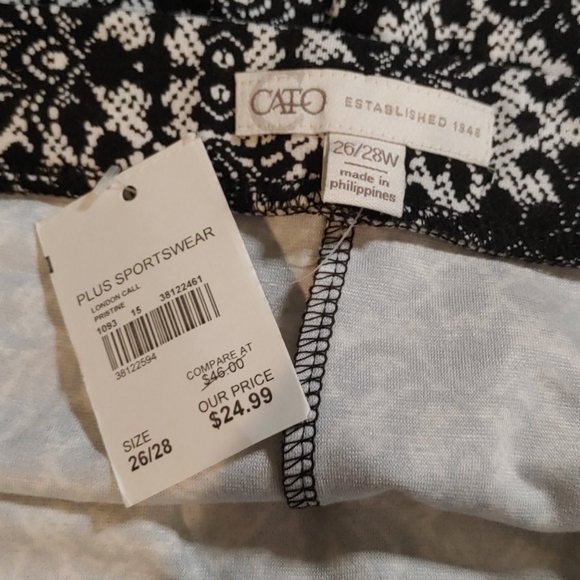 CATO ESTABLISHED 1946
26/28W
made in
philippines
PLUS SPORTSWEAR
LONDON CALL
PRISTINE
1093 15 38122461
38122594
COMPARE AT
$46.00
OUR PRICE
$24.99
SIZE
26/28